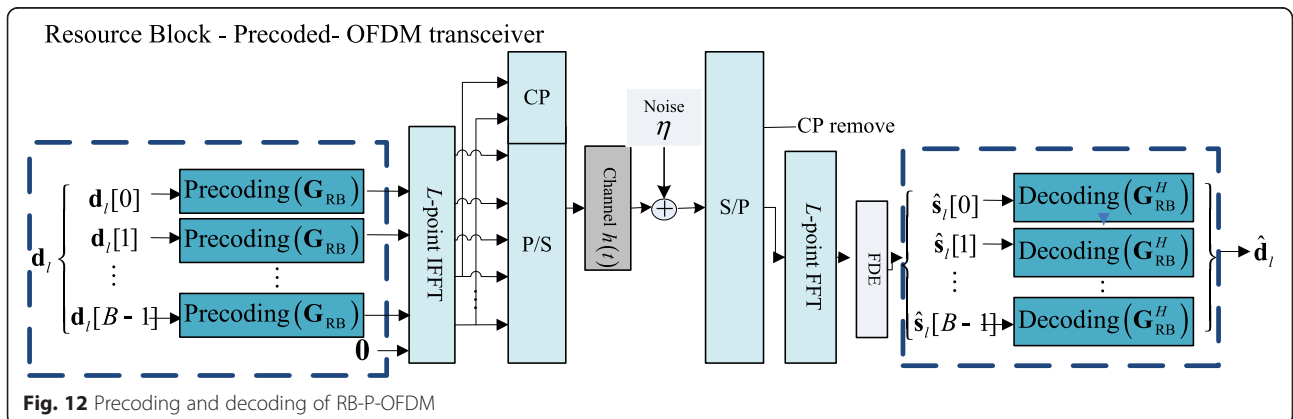 Resource Block - Precoded- OFDM transceiver
CP
Noise
η
CP remove
d_l
d_l[0]
Precoding(G_RB)
d_l[1]
Precoding(G_RB)
⋮
⋮
d_l[B - 1]
Precoding(G_RB)
0
L-point IFFT
P/S
Channel h(t)
S/P
L-point FFT
FDE
ŝ_l[0]
Decoding(G_RB^H)
ŝ_l[1]
Decoding(G_RB^H)
⋮
⋮
ŝ_l[B - 1]
Decoding(G_RB^H)
d̂_l
Fig. 12 Precoding and decoding of RB-P-OFDM